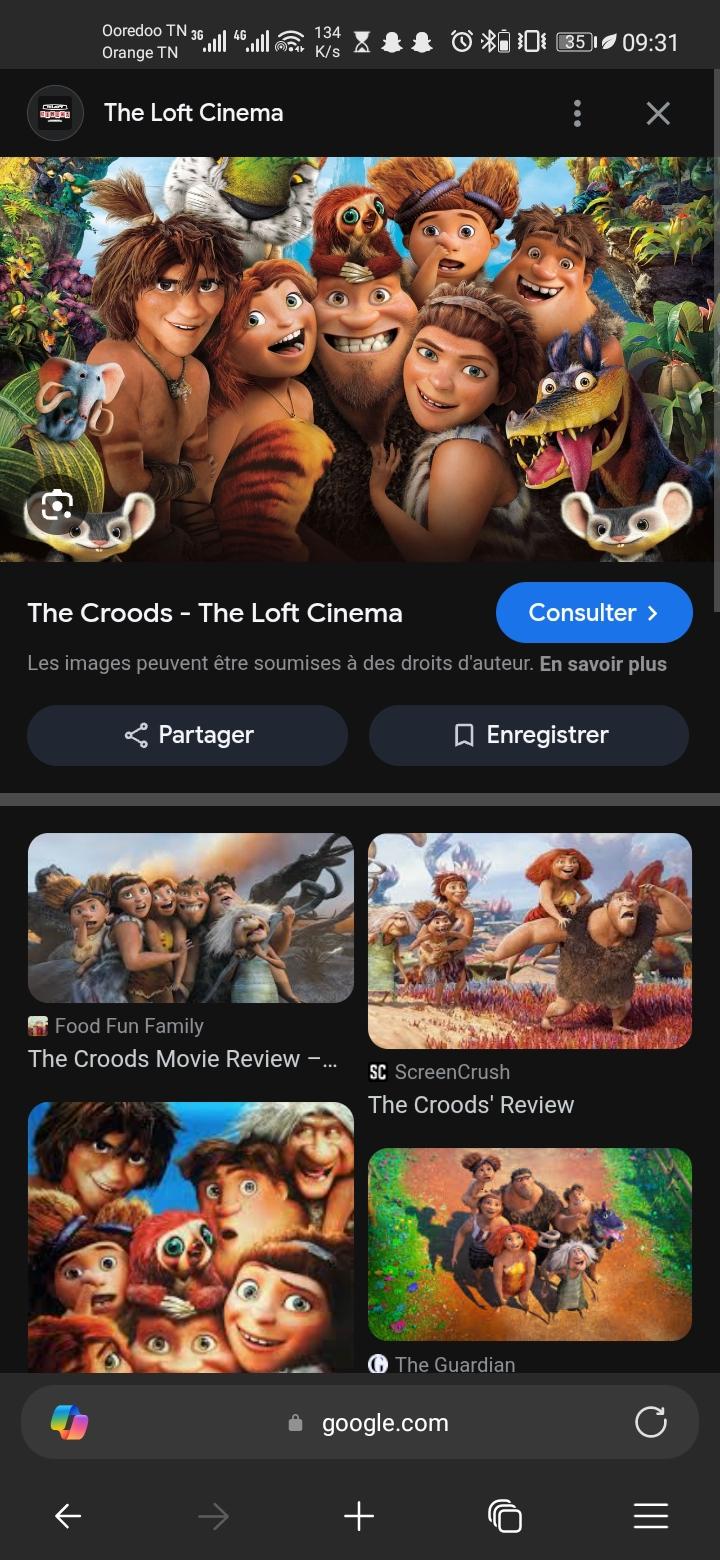 Ooredoo TN 3G 4G 134 35 09:31
Orange TN K/s
The Loft Cinema
The Croods - The Loft Cinema
Consulter
Les images peuvent être soumises à des droits d'auteur. En savoir plus
Partager
Enregistrer
Food Fun Family
The Croods Movie Review –...
SC ScreenCrush
The Croods' Review
G The Guardian
google.com